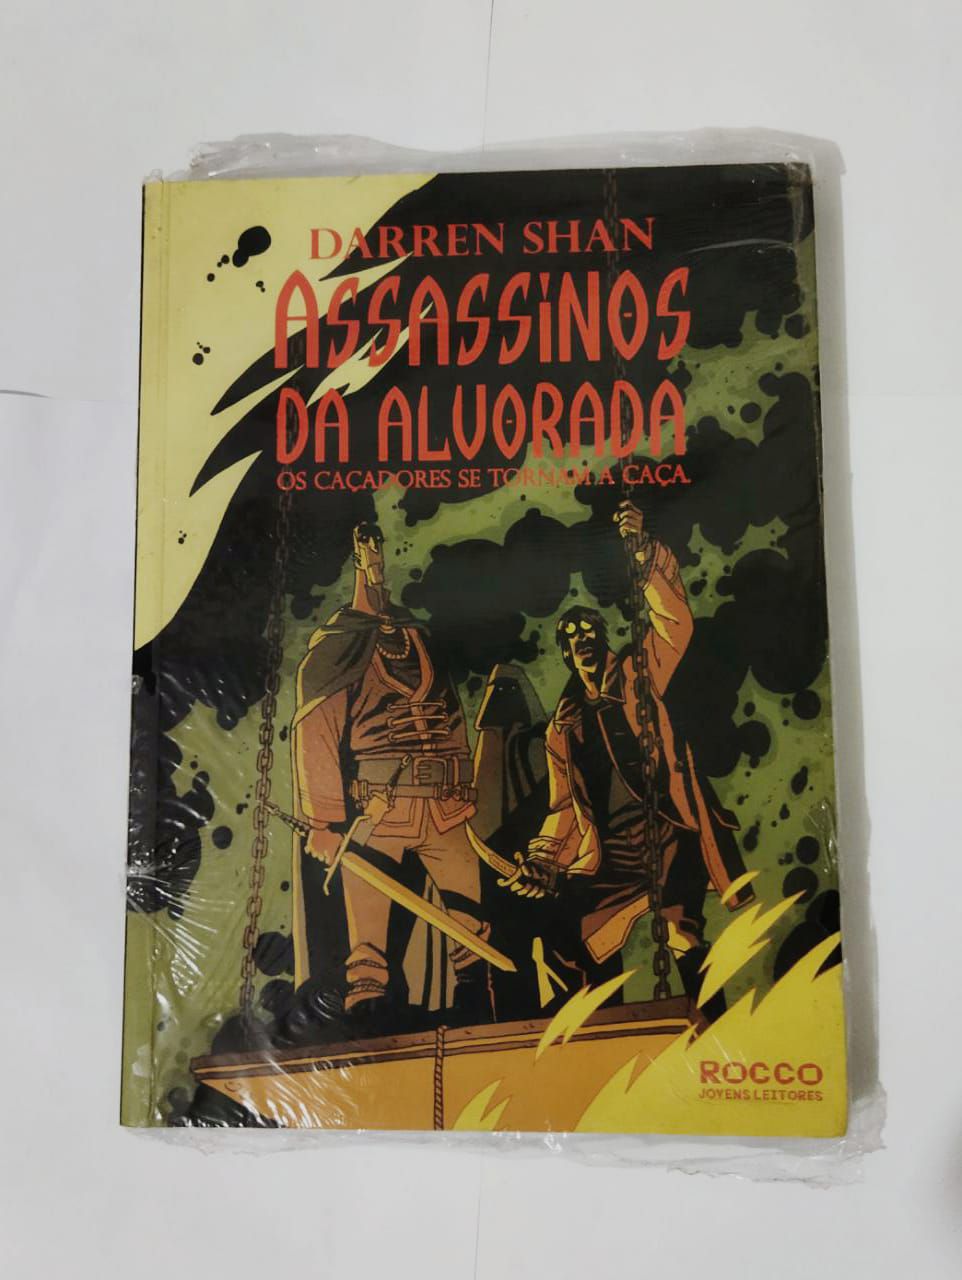 DARREN SHAN
ASSASSINOS
DA ALVORADA
OS CAÇADORES SE TORNAM A CAÇA.
ROCCO
JOVENS LEITORES